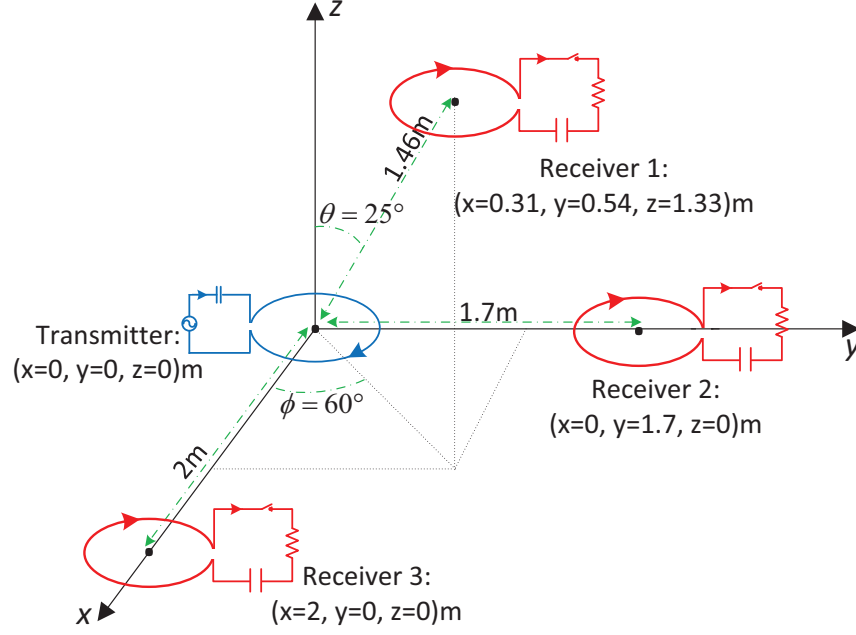 z
1.46m
Receiver 1:
(x=0.31, y=0.54, z=1.33)m
θ = 25°
1.7m
Transmitter:
(x=0, y=0, z=0)m
y
Receiver 2:
(x=0, y=1.7, z=0)m
ϕ = 60°
2m
Receiver 3:
(x=2, y=0, z=0)m
x